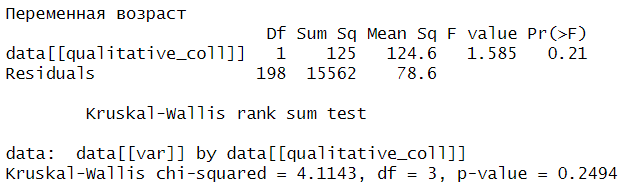 Переменная возраст
Df Sum Sq Mean Sq F value Pr(>F)
data[[qualitative_coll]] 1 125 124.6 1.585 0.21
Residuals 198 15562 78.6
Kruskal-Wallis rank sum test
data: data[[var]] by data[[qualitative_coll]]
Kruskal-Wallis chi-squared = 4.1143, df = 3, p-value = 0.2494